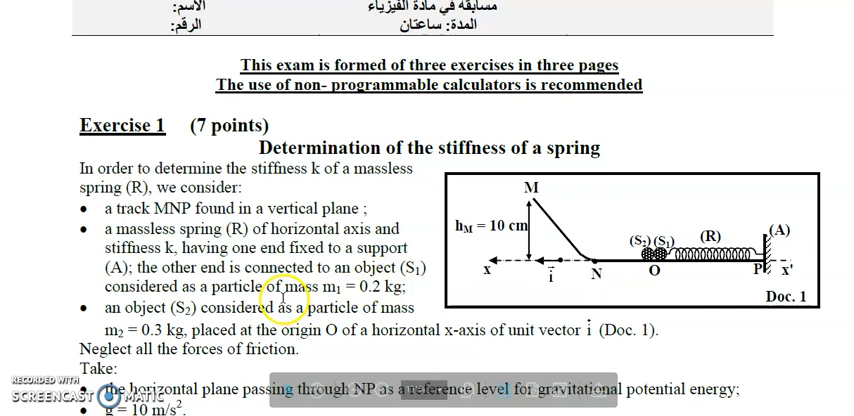 مسابقة في مادة الفيزياء
الاسم:
المدة: ساعتان
الرقم:
This exam is formed of three exercises in three pages
The use of non- programmable calculators is recommended
Exercise 1 (7 points)
Determination of the stiffness of a spring
In order to determine the stiffness k of a massless
spring (R), we consider:
• a track MNP found in a vertical plane ;
• a massless spring (R) of horizontal axis and
stiffness k, having one end fixed to a support
(A); the other end is connected to an object (S₁)
considered as a particle of mass m₁ = 0.2 kg;
• an object (S₂) considered as a particle of mass
m₂ = 0.3 kg, placed at the origin O of a horizontal x-axis of unit vector i⃗ (Doc. 1).
M
hM = 10 cm
(S₂) (S₁)
(R)
(A)
x
i⃗
N
O
P
x'
Doc. 1
Neglect all the forces of friction.
Take:
• the horizontal plane passing through NP as a reference level for gravitational potential energy;
• g = 10 m/s².
RECORDED WITH
SCREENCAST MATIC